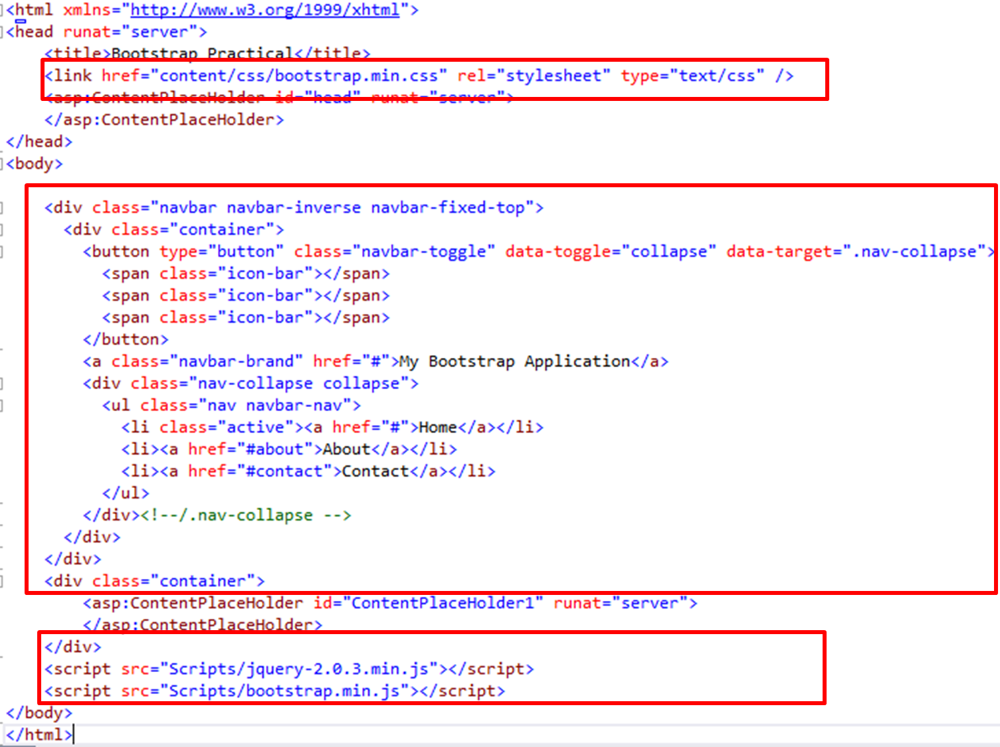 <html xmlns="http://www.w3.org/1999/xhtml">
<head runat="server">
    <title>Bootstrap Practical</title>
    <link href="content/css/bootstrap.min.css" rel="stylesheet" type="text/css" />
    <asp:ContentPlaceHolder id="head" runat="server">
    </asp:ContentPlaceHolder>
</head>
<body>
    <div class="navbar navbar-inverse navbar-fixed-top">
      <div class="container">
        <button type="button" class="navbar-toggle" data-toggle="collapse" data-target=".nav-collapse">
          <span class="icon-bar"></span>
          <span class="icon-bar"></span>
          <span class="icon-bar"></span>
        </button>
        <a class="navbar-brand" href="#">My Bootstrap Application</a>
        <div class="nav-collapse collapse">
          <ul class="nav navbar-nav">
            <li class="active"><a href="#">Home</a></li>
            <li><a href="#about">About</a></li>
            <li><a href="#contact">Contact</a></li>
          </ul>
        </div><!--/.nav-collapse -->
      </div>
    </div>
    <div class="container">
        <asp:ContentPlaceHolder id="ContentPlaceHolder1" runat="server">
        </asp:ContentPlaceHolder>
    </div>
    <script src="Scripts/jquery-2.0.3.min.js"></script>
    <script src="Scripts/bootstrap.min.js"></script>
</body>
</html>